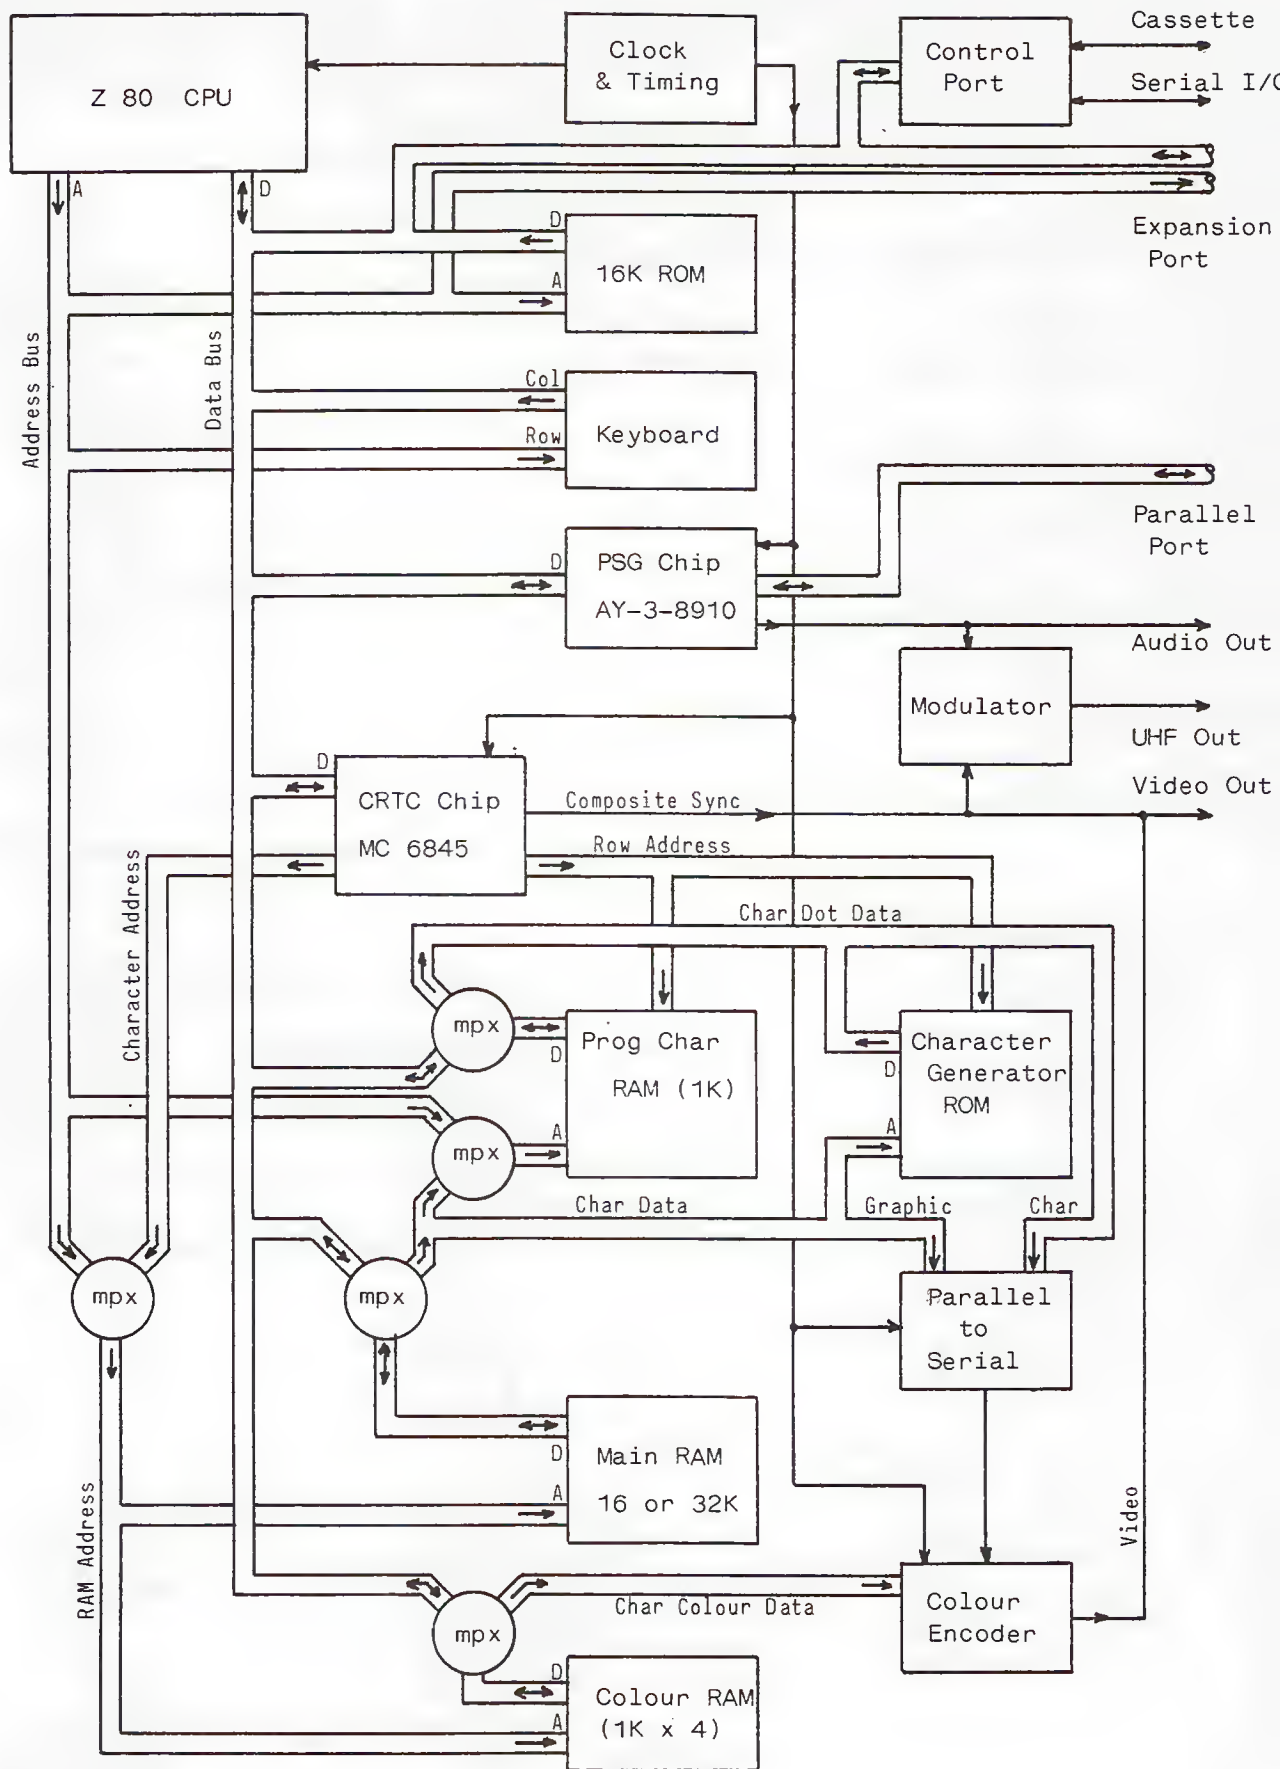 Z 80 CPU
Clock
& Timing
Control
Port
Cassette
Serial I/O
A
D
Expansion
Port
D
16K ROM
A
Address Bus
Data Bus
Col
Row
Keyboard
Parallel
Port
D
PSG Chip
AY-3-8910
Audio Out
Modulator
UHF Out
Video Out
D
CRTC Chip
MC 6845
Composite Sync
Row Address
Character Address
Char Dot Data
mpx
D
Prog Char
RAM (1K)
A
mpx
Character
Generator
ROM
D
A
Char Data
Graphic
Char
mpx
mpx
Parallel
to
Serial
D
Main RAM
16 or 32K
A
RAM Address
Video
Char Colour Data
Colour
Encoder
mpx
D
Colour RAM
(1K x 4)
A